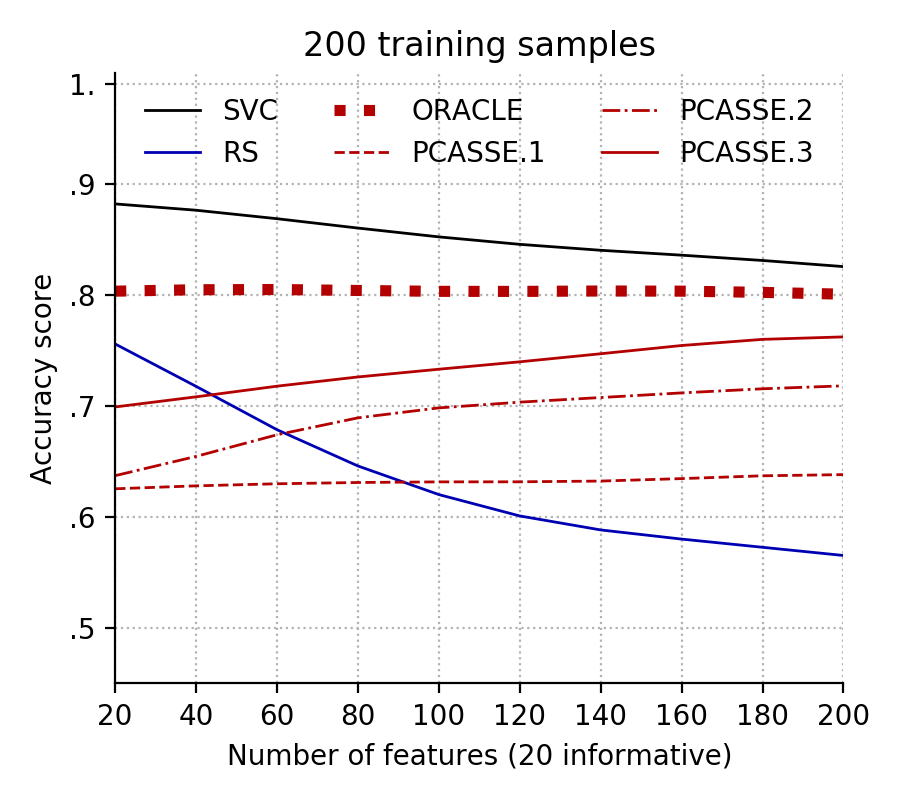 200 training samples
1.
.9
.8
.7
.6
.5
Accuracy score
SVC
RS
ORACLE
PCASSE.1
PCASSE.2
PCASSE.3
20 40 60 80 100 120 140 160 180 200
Number of features (20 informative)